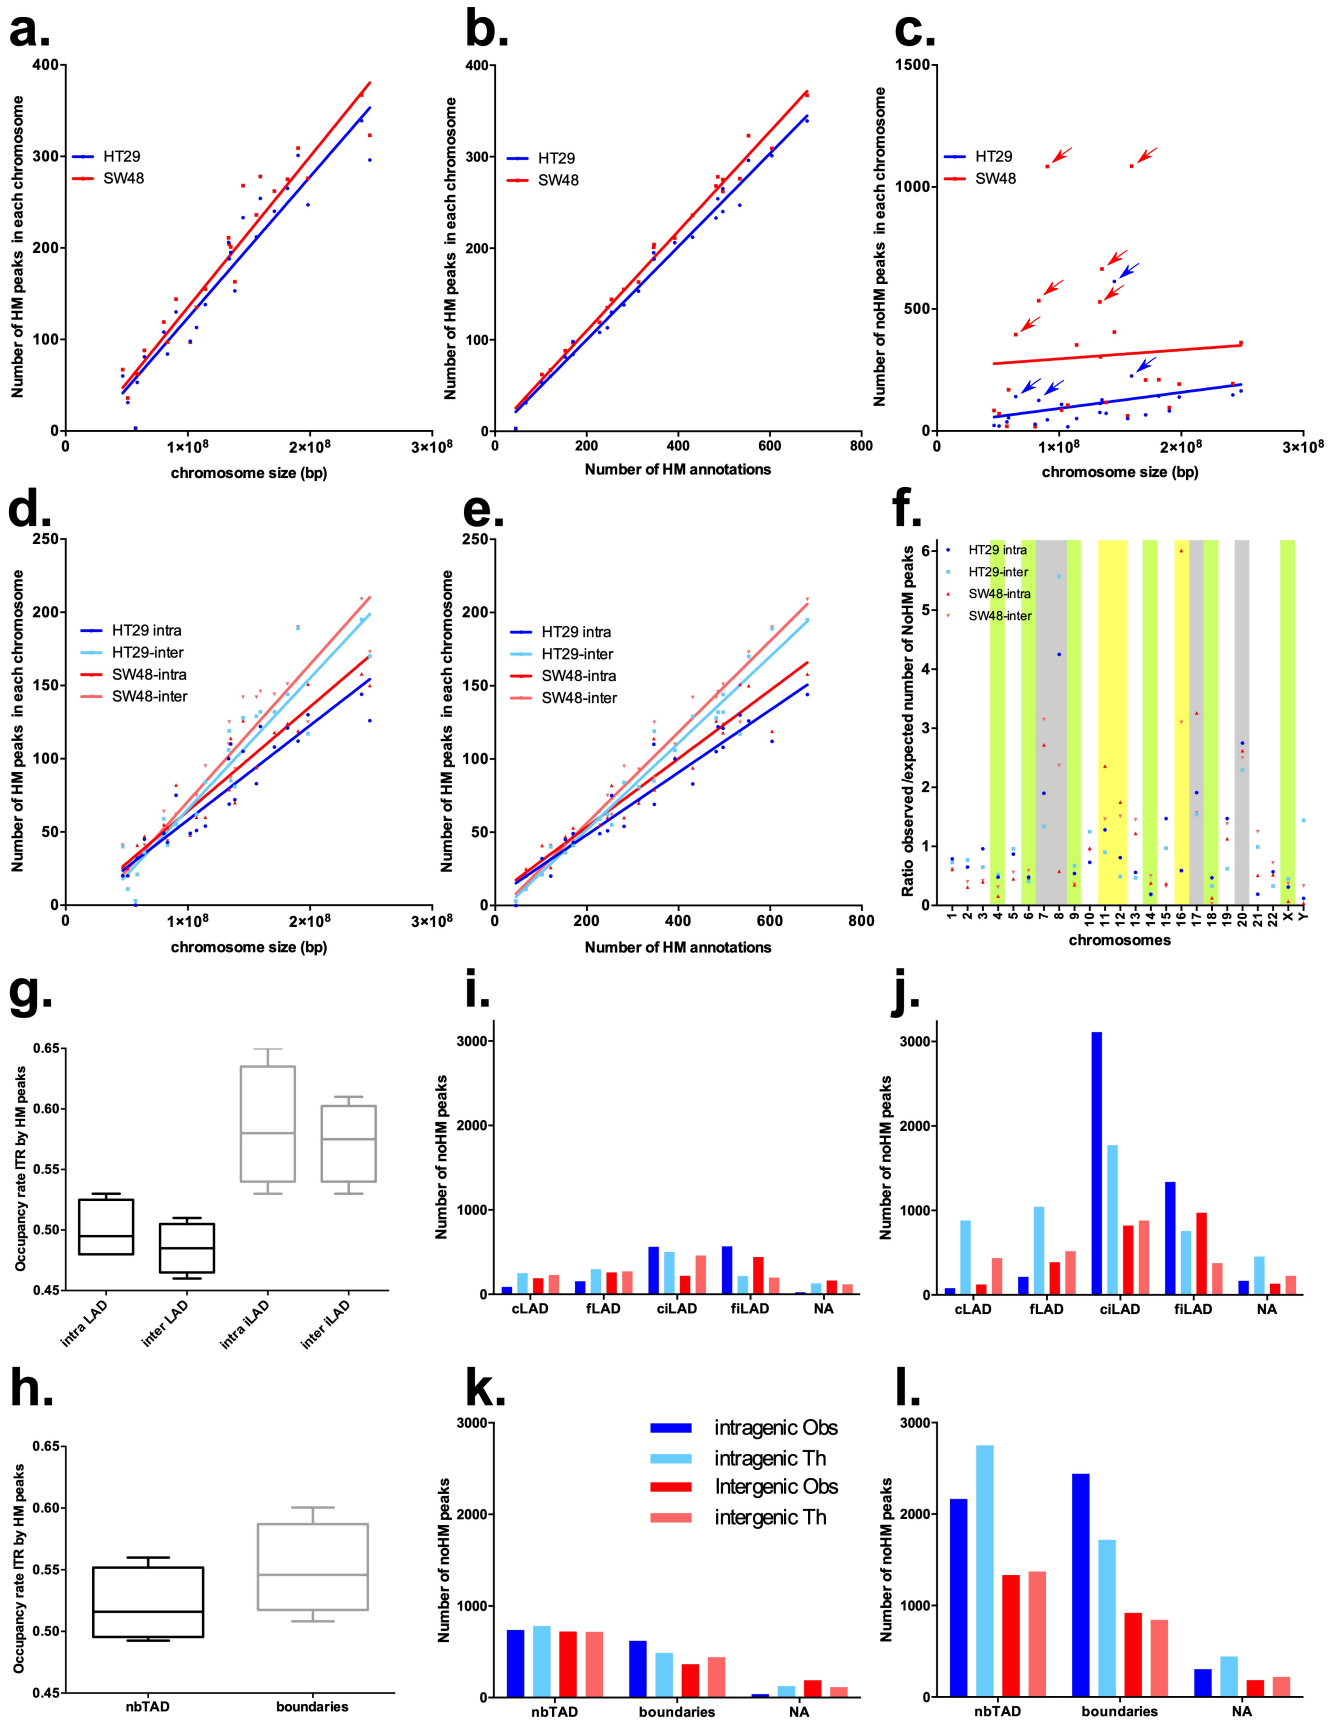 a.
Number of HM peaks in each chromosome
400
300
200
100
0
HT29
SW48
0
1×10⁸
2×10⁸
3×10⁸
chromosome size (bp)
b.
Number of HM peaks in each chromosome
400
300
200
100
0
HT29
SW48
0
200
400
600
800
Number of HM annotations
c.
Number of noHM peaks in each chromosome
1500
1000
500
0
HT29
SW48
0
1×10⁸
2×10⁸
3×10⁸
chromosome size (bp)
d.
Number of HM peaks in each chromosome
250
200
150
100
50
0
HT29 intra
HT29-inter
SW48-intra
SW48-inter
0
1×10⁸
2×10⁸
3×10⁸
chromosome size (bp)
e.
Number of HM peaks in each chromosome
250
200
150
100
50
0
HT29 intra
HT29-inter
SW48-intra
SW48-inter
0
200
400
600
800
Number of HM annotations
f.
Ratio observed /expected number of NoHM peaks
6
5
4
3
2
1
0
HT29 intra
HT29-inter
SW48-intra
SW48-inter
1 2 3 4 5 6 7 8 9 10 11 12 13 14 15 16 17 18 19 20 21 22 X Y
chromosomes
g.
Occupancy rate ITR by HM peaks
0.65
0.60
0.55
0.50
0.45
intra LAD
inter LAD
intra iLAD
inter iLAD
i.
Number of noHM peaks
3000
2000
1000
0
cLAD fLAD ciLAD fiLAD NA
j.
Number of noHM peaks
3000
2000
1000
0
cLAD fLAD ciLAD fiLAD NA
h.
Occupancy rate ITR by HM peaks
0.65
0.60
0.55
0.50
0.45
nbTAD boundaries
k.
Number of noHM peaks
3000
2000
1000
0
intragenic Obs
intragenic Th
Intergenic Obs
intergenic Th
nbTAD boundaries NA
l.
Number of noHM peaks
3000
2000
1000
0
nbTAD boundaries NA